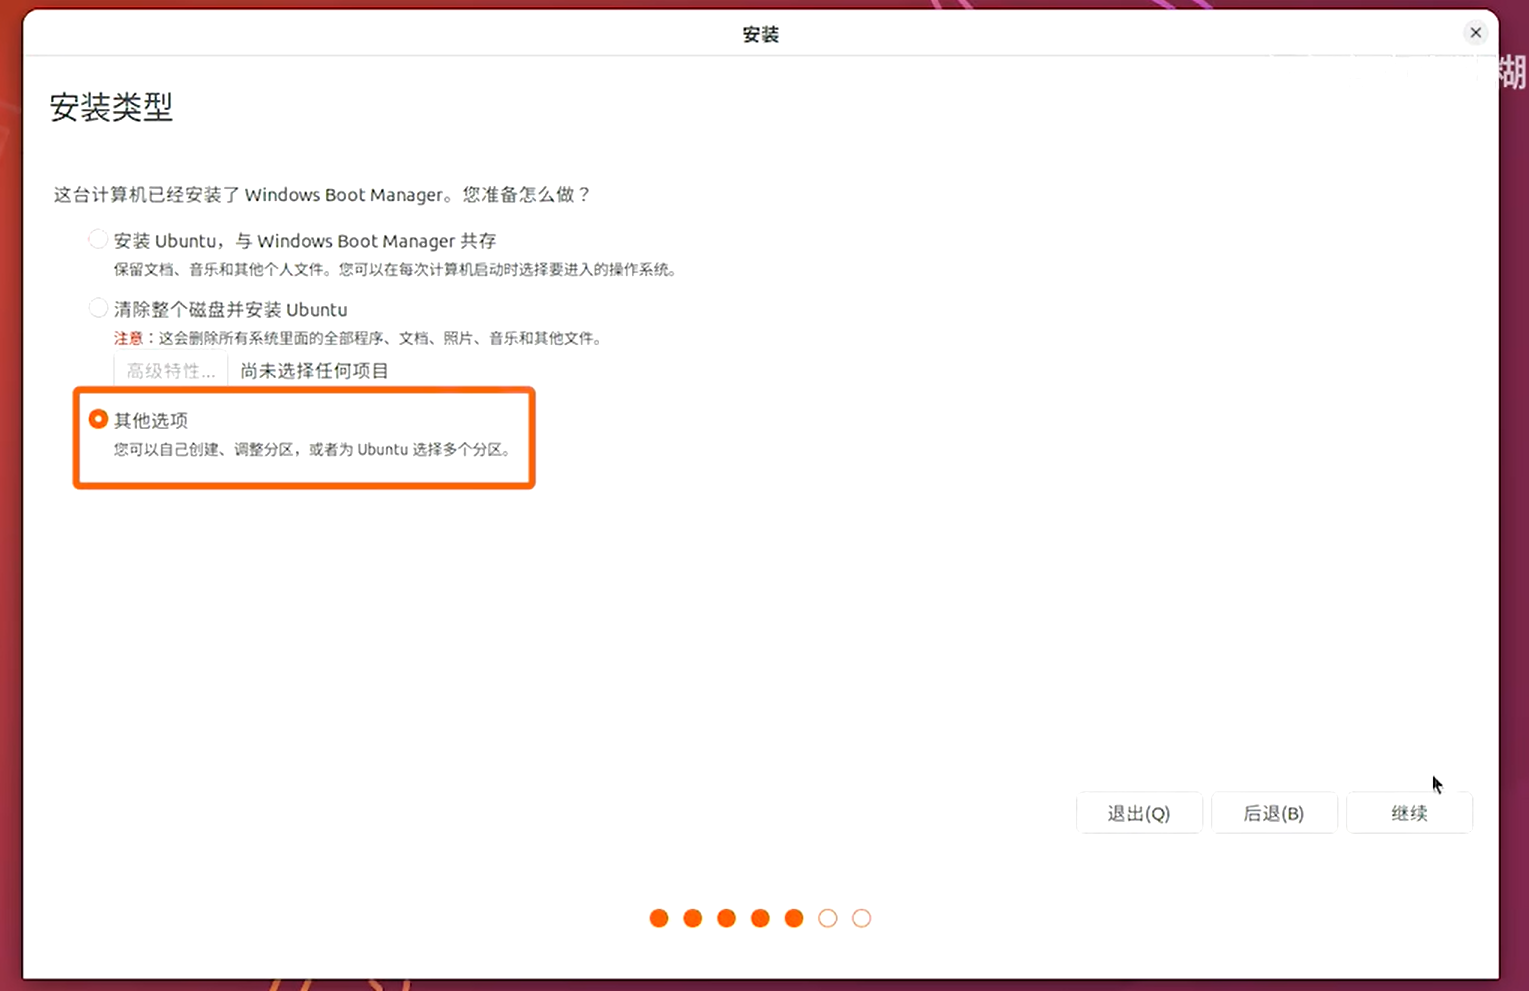 安装
糊
安装类型
这台计算机已经安装了 Windows Boot Manager。您准备怎么做？
安装 Ubuntu，与 Windows Boot Manager 共存
保留文档、音乐和其他个人文件。您可以在每次计算机启动时选择要进入的操作系统。
清除整个磁盘并安装 Ubuntu
注意：这会删除所有系统里面的全部程序、文档、照片、音乐和其他文件。
高级特性... 尚未选择任何项目
其他选项
您可以自己创建、调整分区，或者为 Ubuntu 选择多个分区。
退出(Q) 后退(B) 继续